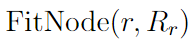 FitNode(r, R_r)